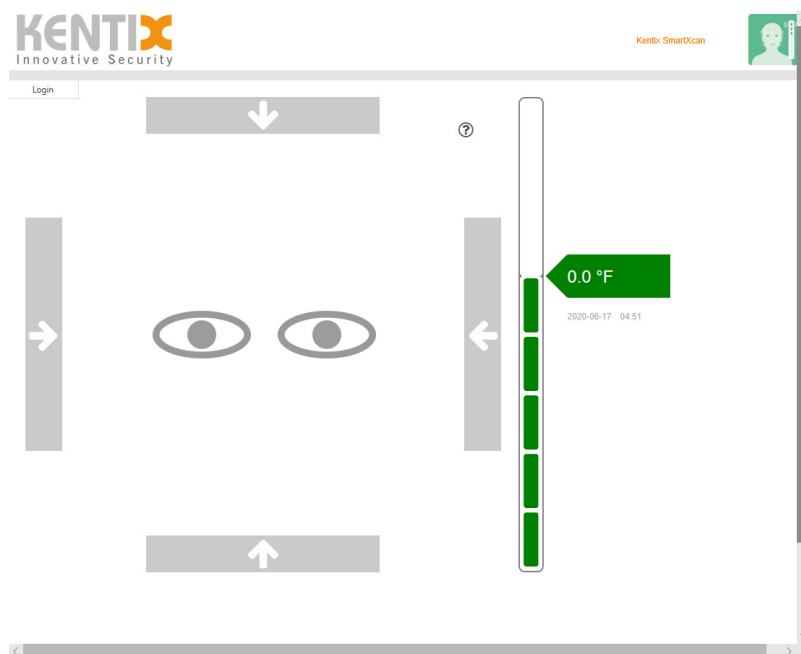 KENTIX
Innovative Security
Kentix SmartXcan
Login
?
0.0 °F
2020-06-17 04:51